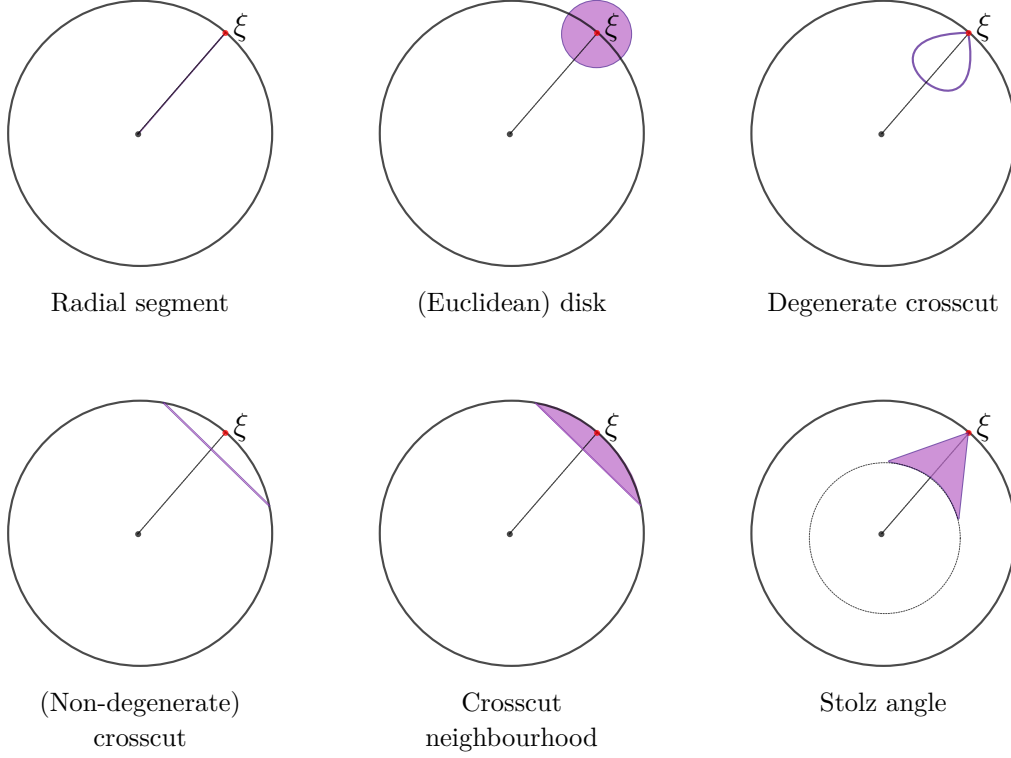 ξ
ξ
ξ
Radial segment
(Euclidean) disk
Degenerate crosscut
ξ
ξ
ξ
(Non-degenerate)
crosscut
Crosscut
neighbourhood
Stolz angle